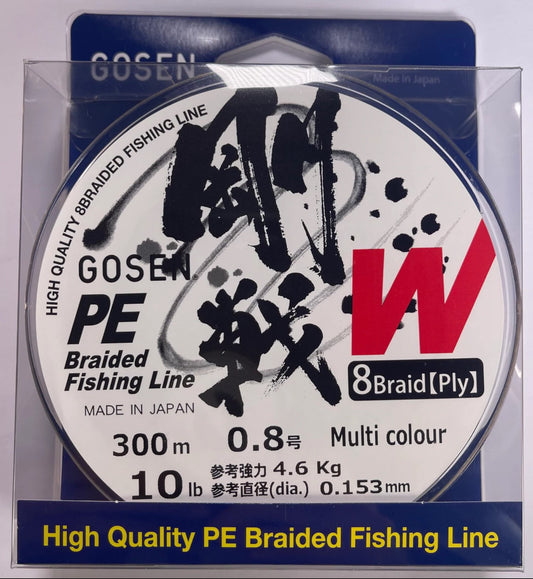 GOSEN
Made in Japan
HIGH QUALITY 8BRAIDED FISHING LINE
剛戦
W
GOSEN
PE
Braided
Fishing Line
8Braid【Ply】
MADE IN JAPAN
300m 0.8号 Multi colour
10lb 参考強力 4.6 Kg
参考直径(dia.) 0.153mm
High Quality PE Braided Fishing Line